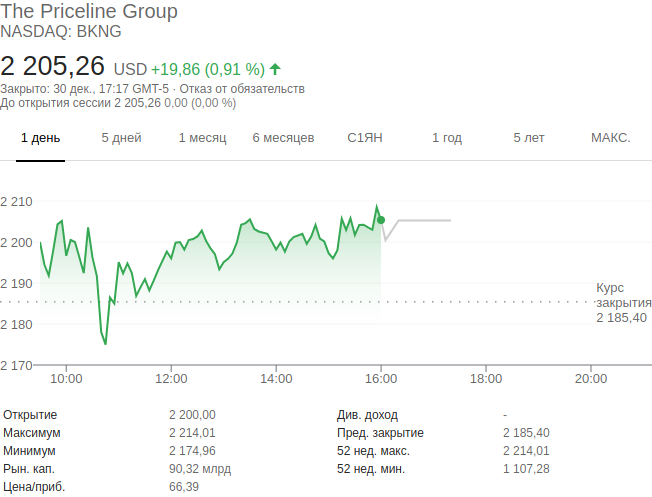 The Priceline Group
NASDAQ: BKNG
2 205,26 USD +19,86 (0,91 %)
Закрыто: 30 дек., 17:17 GMT-5 · Отказ от обязательств
До открытия сессии 2 205,26 0,00 (0,00 %)
1 день 5 дней 1 месяц 6 месяцев С1ЯН 1 год 5 лет МАКС.
2 210
2 200
2 190
Курс
закрытия
2 185,40
2 180
2 170
10:00 12:00 14:00 16:00 18:00 20:00
Открытие 2 200,00 Див. доход -
Максимум 2 214,01 Пред. закрытие 2 185,40
Минимум 2 174,96 52 нед. макс. 2 214,01
Рын. кап. 90,32 млрд 52 нед. мин. 1 107,28
Цена/приб. 66,39